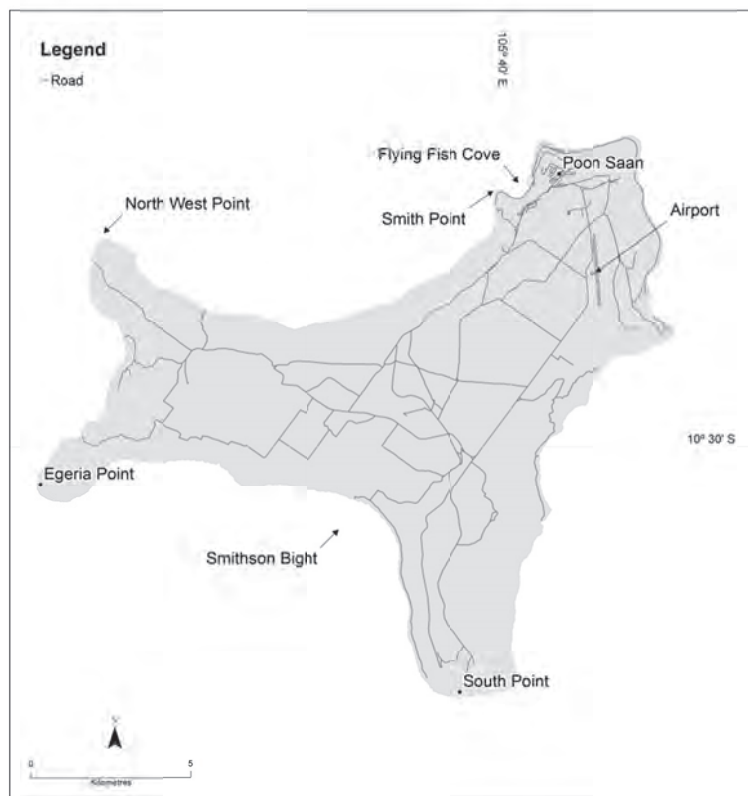 Legend
Road
105° 40' E
Flying Fish Cove
Poon Saan
North West Point
Smith Point
Airport
10° 30' S
Egeria Point
Smithson Bight
South Point
0
5
Kilometres